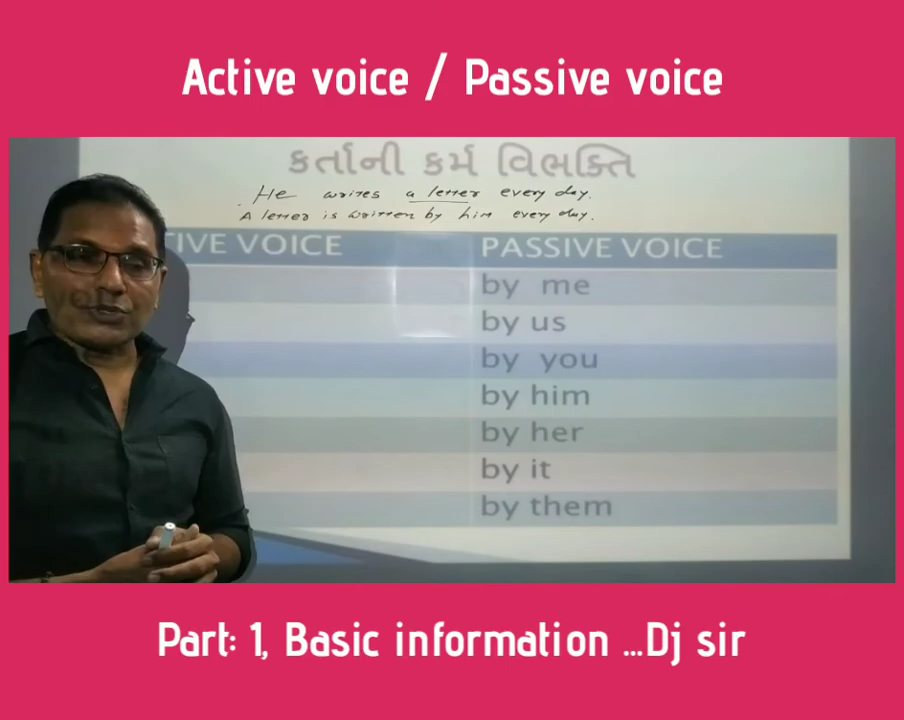 Active voice / Passive voice
કર્તાની કર્મ વિભક્તિ
He writes a letter every day.
A letter is written by him every day.
TIVE VOICE PASSIVE VOICE
by me
by us
by you
by him
by her
by it
by them
Part: 1, Basic information ...Dj sir